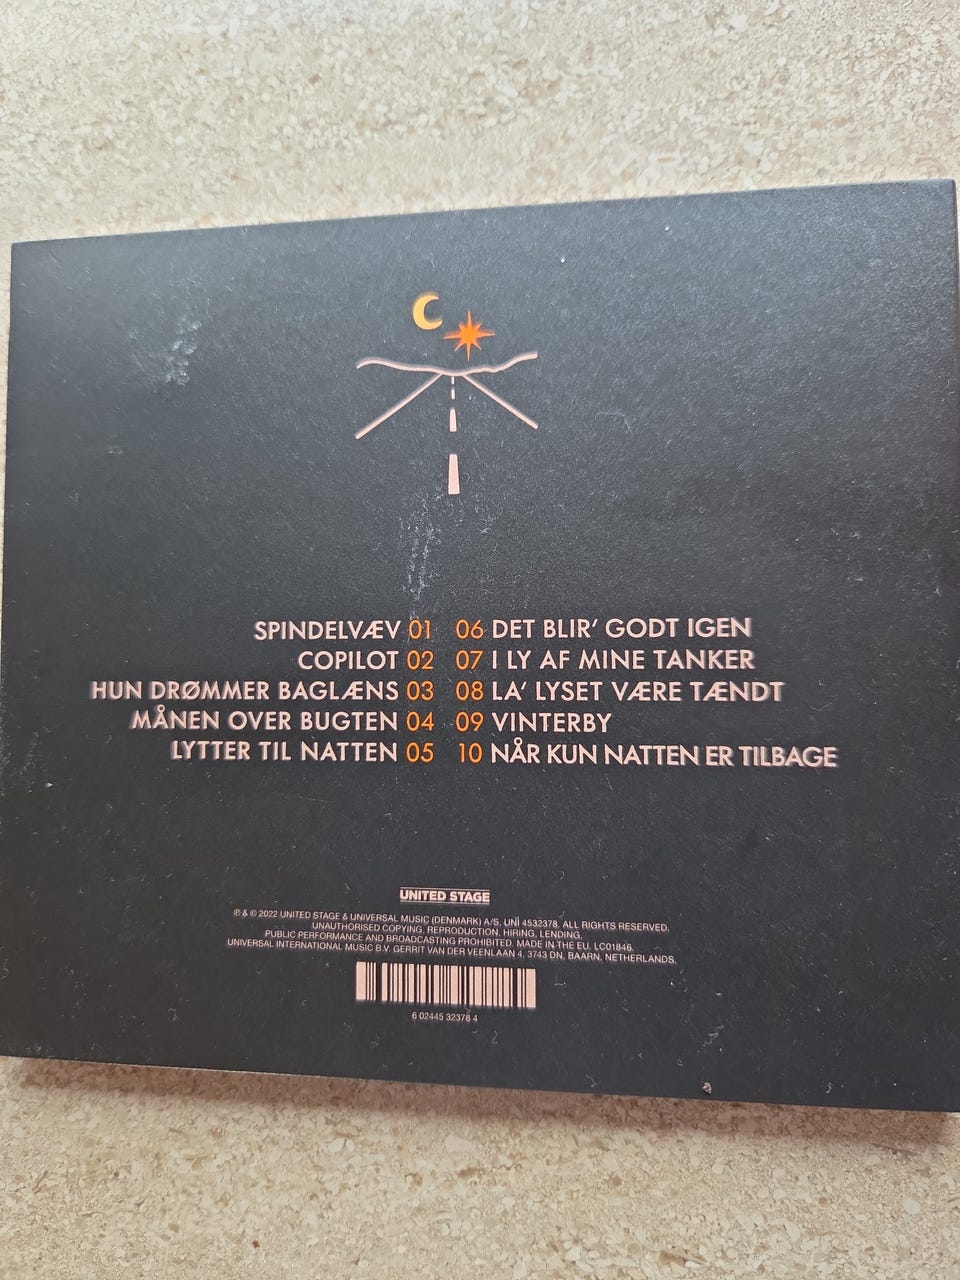 SPINDELVÆV 01
COPILOT 02
HUN DRØMMER BAGLÆNS 03
MÅNEN OVER BUGTEN 04
LYTTER TIL NATTEN 05
06 DET BLIR' GODT IGEN
07 I LY AF MINE TANKER
08 LA' LYSET VÆRE TÆNDT
09 VINTERBY
10 NÅR KUN NATTEN ER TILBAGE
UNITED STAGE
℗ & © 2022 UNITED STAGE & UNIVERSAL MUSIC (DENMARK) A/S. UNI 4532378. ALL RIGHTS RESERVED.
UNAUTHORISED COPYING, REPRODUCTION, HIRING, LENDING,
PUBLIC PERFORMANCE AND BROADCASTING PROHIBITED. MADE IN THE EU. LC01846.
UNIVERSAL INTERNATIONAL MUSIC B.V. GERRIT VAN DER VEENLAAN 4, 3743 DN, BAARN, NETHERLANDS.
6 02445 32378 4